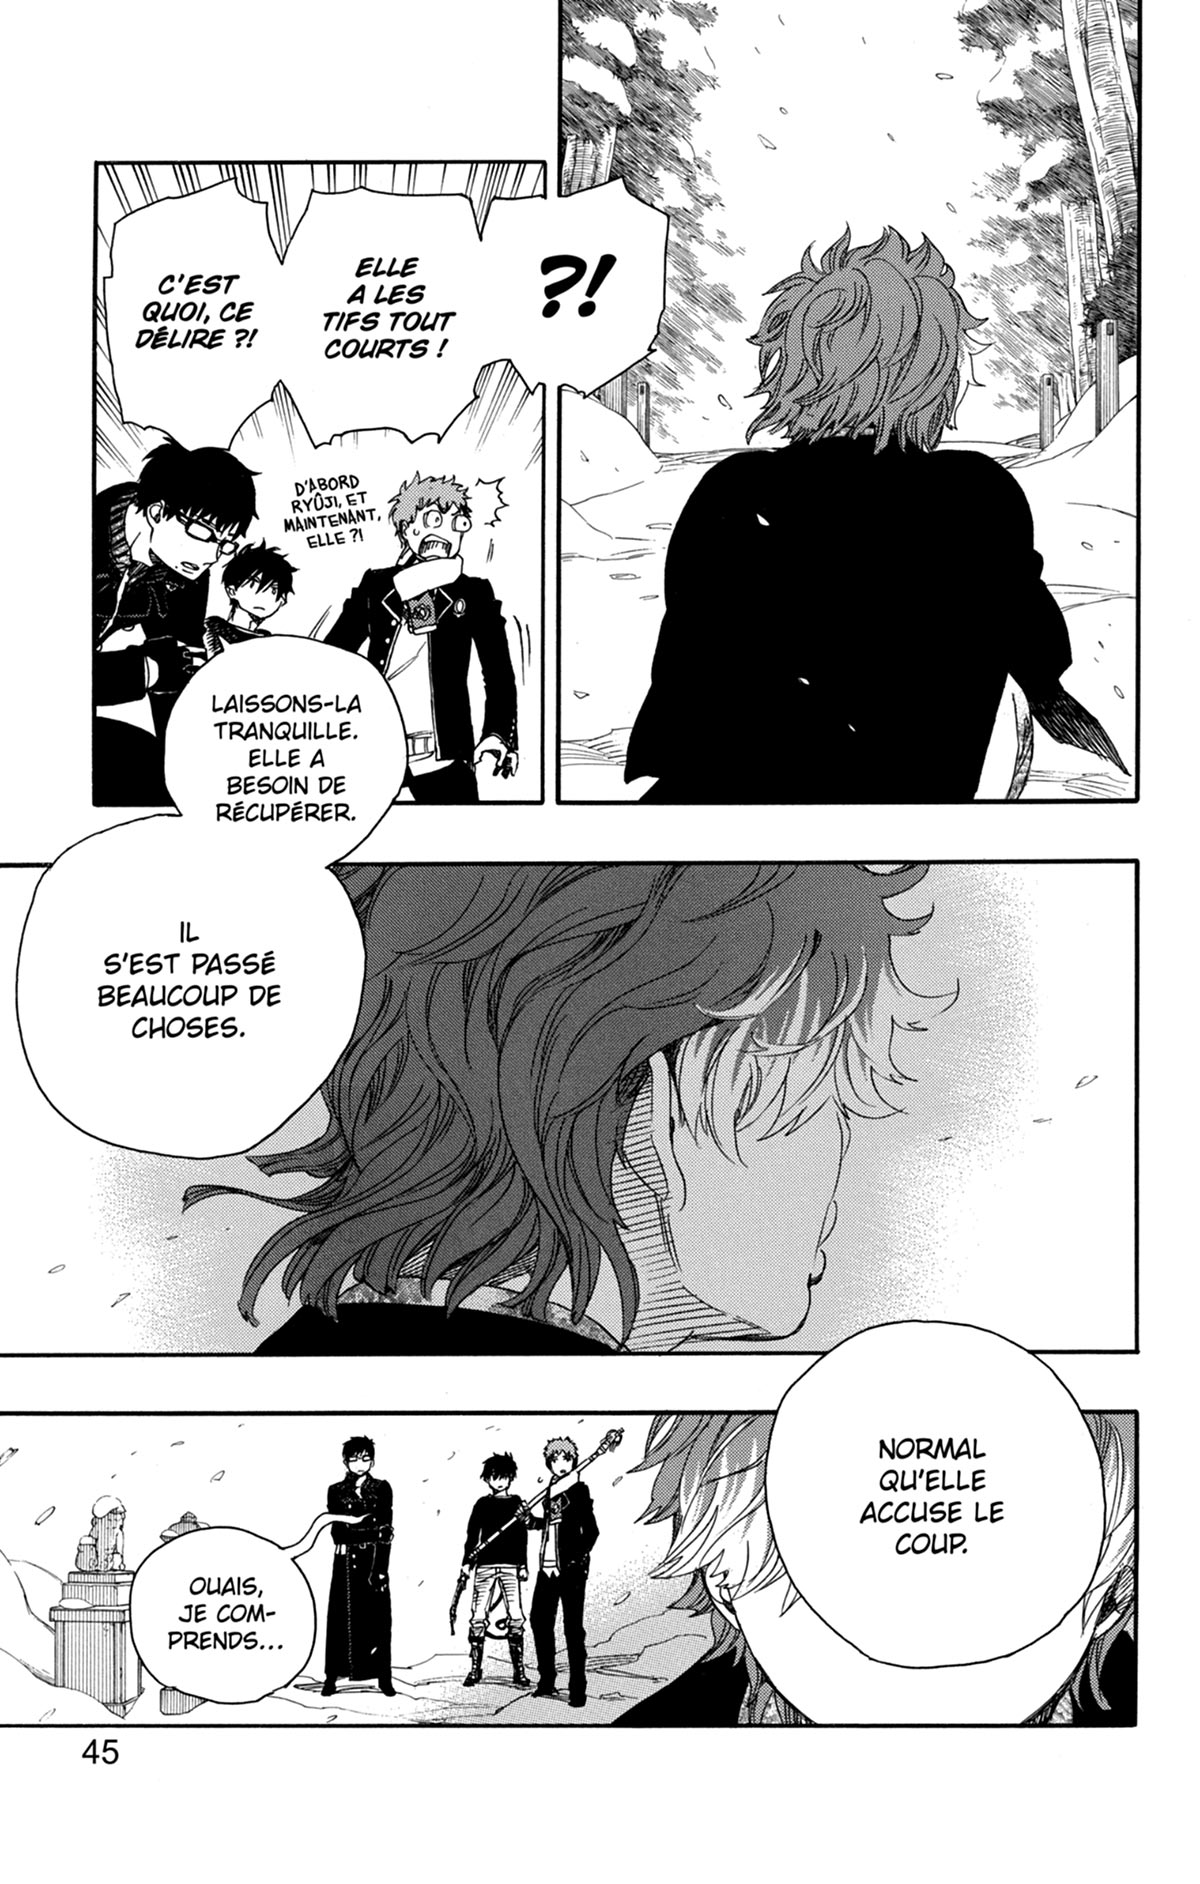 ?!
ELLE
A LES
TIFS TOUT
COURTS !
C'EST
QUOI, CE
DÉLIRE ?!
D'ABORD
RYÛJI, ET
MAINTENANT,
ELLE ?!
LAISSONS-LA
TRANQUILLE.
ELLE A
BESOIN DE
RÉCUPÉRER.
IL
S'EST PASSÉ
BEAUCOUP DE
CHOSES.
NORMAL
QU'ELLE
ACCUSE LE
COUP.
OUAIS,
JE COM-
PRENDS...
45